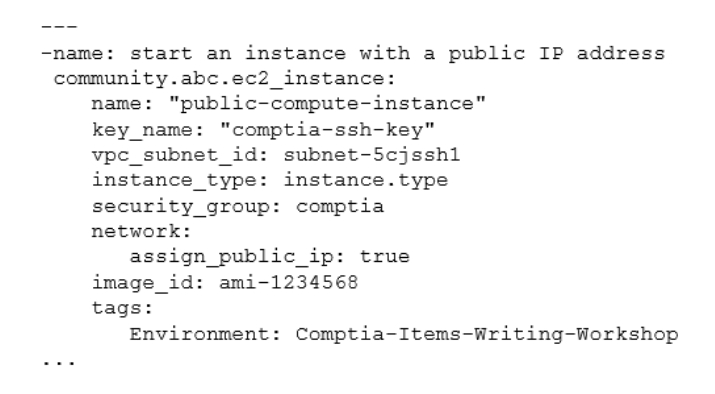 ---
-name: start an instance with a public IP address
community.abc.ec2_instance:
name: "public-compute-instance"
key_name: "comptia-ssh-key"
vpc_subnet_id: subnet-5cjssh1
instance_type: instance.type
security_group: comptia
network:
assign_public_ip: true
image_id: ami-1234568
tags:
Environment: Comptia-Items-Writing-Workshop
...